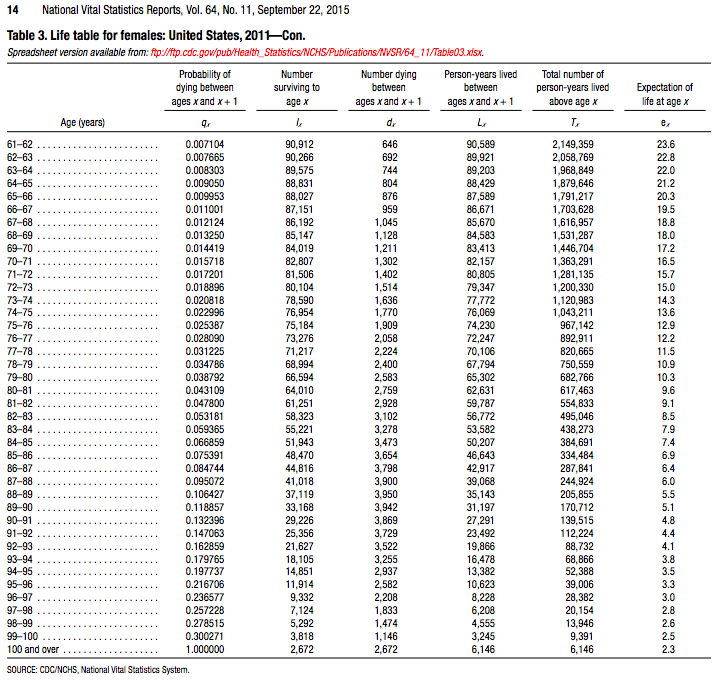 14 National Vital Statistics Reports, Vol. 64, No. 11, September 22, 2015
Table 3. Life table for females: United States, 2011—Con.
Spreadsheet version available from: ftp://ftp.cdc.gov/pub/Health_Statistics/NCHS/Publications/NVSR/64_11/Table03.xlsx.
Probability of Number Number dying Person-years lived Total number of
dying between surviving to between between person-years lived Expectation of
ages x and x + 1 age x ages x and x + 1 ages x and x + 1 above age x life at age x
Age (years) qx lx dx Lx Tx ex
61–62 . . . . . . . . . . . . . . . . . . . . . . . . . 0.007104 90,912 646 90,589 2,149,359 23.6
62–63 . . . . . . . . . . . . . . . . . . . . . . . . . 0.007665 90,266 692 89,921 2,058,769 22.8
63–64 . . . . . . . . . . . . . . . . . . . . . . . . . 0.008303 89,575 744 89,203 1,968,849 22.0
64–65 . . . . . . . . . . . . . . . . . . . . . . . . . 0.009050 88,831 804 88,429 1,879,646 21.2
65–66 . . . . . . . . . . . . . . . . . . . . . . . . . 0.009953 88,027 876 87,589 1,791,217 20.3
66–67 . . . . . . . . . . . . . . . . . . . . . . . . . 0.011001 87,151 959 86,671 1,703,628 19.5
67–68 . . . . . . . . . . . . . . . . . . . . . . . . . 0.012124 86,192 1,045 85,670 1,616,957 18.8
68–69 . . . . . . . . . . . . . . . . . . . . . . . . . 0.013250 85,147 1,128 84,583 1,531,287 18.0
69–70 . . . . . . . . . . . . . . . . . . . . . . . . . 0.014419 84,019 1,211 83,413 1,446,704 17.2
70–71 . . . . . . . . . . . . . . . . . . . . . . . . . 0.015718 82,807 1,302 82,157 1,363,291 16.5
71–72 . . . . . . . . . . . . . . . . . . . . . . . . . 0.017201 81,506 1,402 80,805 1,281,135 15.7
72–73 . . . . . . . . . . . . . . . . . . . . . . . . . 0.018896 80,104 1,514 79,347 1,200,330 15.0
73–74 . . . . . . . . . . . . . . . . . . . . . . . . . 0.020818 78,590 1,636 77,772 1,120,983 14.3
74–75 . . . . . . . . . . . . . . . . . . . . . . . . . 0.022996 76,954 1,770 76,069 1,043,211 13.6
75–76 . . . . . . . . . . . . . . . . . . . . . . . . . 0.025387 75,184 1,909 74,230 967,142 12.9
76–77 . . . . . . . . . . . . . . . . . . . . . . . . . 0.028090 73,276 2,058 72,247 892,911 12.2
77–78 . . . . . . . . . . . . . . . . . . . . . . . . . 0.031225 71,217 2,224 70,106 820,665 11.5
78–79 . . . . . . . . . . . . . . . . . . . . . . . . . 0.034786 68,994 2,400 67,794 750,559 10.9
79–80 . . . . . . . . . . . . . . . . . . . . . . . . . 0.038792 66,594 2,583 65,302 682,766 10.3
80–81 . . . . . . . . . . . . . . . . . . . . . . . . . 0.043109 64,010 2,759 62,631 617,463 9.6
81–82 . . . . . . . . . . . . . . . . . . . . . . . . . 0.047800 61,251 2,928 59,787 554,833 9.1
82–83 . . . . . . . . . . . . . . . . . . . . . . . . . 0.053181 58,323 3,102 56,772 495,046 8.5
83–84 . . . . . . . . . . . . . . . . . . . . . . . . . 0.059365 55,221 3,278 53,582 438,273 7.9
84–85 . . . . . . . . . . . . . . . . . . . . . . . . . 0.066859 51,943 3,473 50,207 384,691 7.4
85–86 . . . . . . . . . . . . . . . . . . . . . . . . . 0.075391 48,470 3,654 46,643 334,484 6.9
86–87 . . . . . . . . . . . . . . . . . . . . . . . . . 0.084744 44,816 3,798 42,917 287,841 6.4
87–88 . . . . . . . . . . . . . . . . . . . . . . . . . 0.095072 41,018 3,900 39,068 244,924 6.0
88–89 . . . . . . . . . . . . . . . . . . . . . . . . . 0.106427 37,119 3,950 35,143 205,855 5.5
89–90 . . . . . . . . . . . . . . . . . . . . . . . . . 0.118857 33,168 3,942 31,197 170,712 5.1
90–91 . . . . . . . . . . . . . . . . . . . . . . . . . 0.132396 29,226 3,869 27,291 139,515 4.8
91–92 . . . . . . . . . . . . . . . . . . . . . . . . . 0.147063 25,356 3,729 23,492 112,224 4.4
92–93 . . . . . . . . . . . . . . . . . . . . . . . . . 0.162859 21,627 3,522 19,866 88,732 4.1
93–94 . . . . . . . . . . . . . . . . . . . . . . . . . 0.179765 18,105 3,255 16,478 68,866 3.8
94–95 . . . . . . . . . . . . . . . . . . . . . . . . . 0.197737 14,851 2,937 13,382 52,388 3.5
95–96 . . . . . . . . . . . . . . . . . . . . . . . . . 0.216706 11,914 2,582 10,623 39,006 3.3
96–97 . . . . . . . . . . . . . . . . . . . . . . . . . 0.236577 9,332 2,208 8,228 28,382 3.0
97–98 . . . . . . . . . . . . . . . . . . . . . . . . . 0.257228 7,124 1,833 6,208 20,154 2.8
98–99 . . . . . . . . . . . . . . . . . . . . . . . . . 0.278515 5,292 1,474 4,555 13,946 2.6
99–100 . . . . . . . . . . . . . . . . . . . . . . . . 0.300271 3,818 1,146 3,245 9,391 2.5
100 and over . . . . . . . . . . . . . . . . . . . . 1.000000 2,672 2,672 6,146 6,146 2.3
SOURCE: CDC/NCHS, National Vital Statistics System.